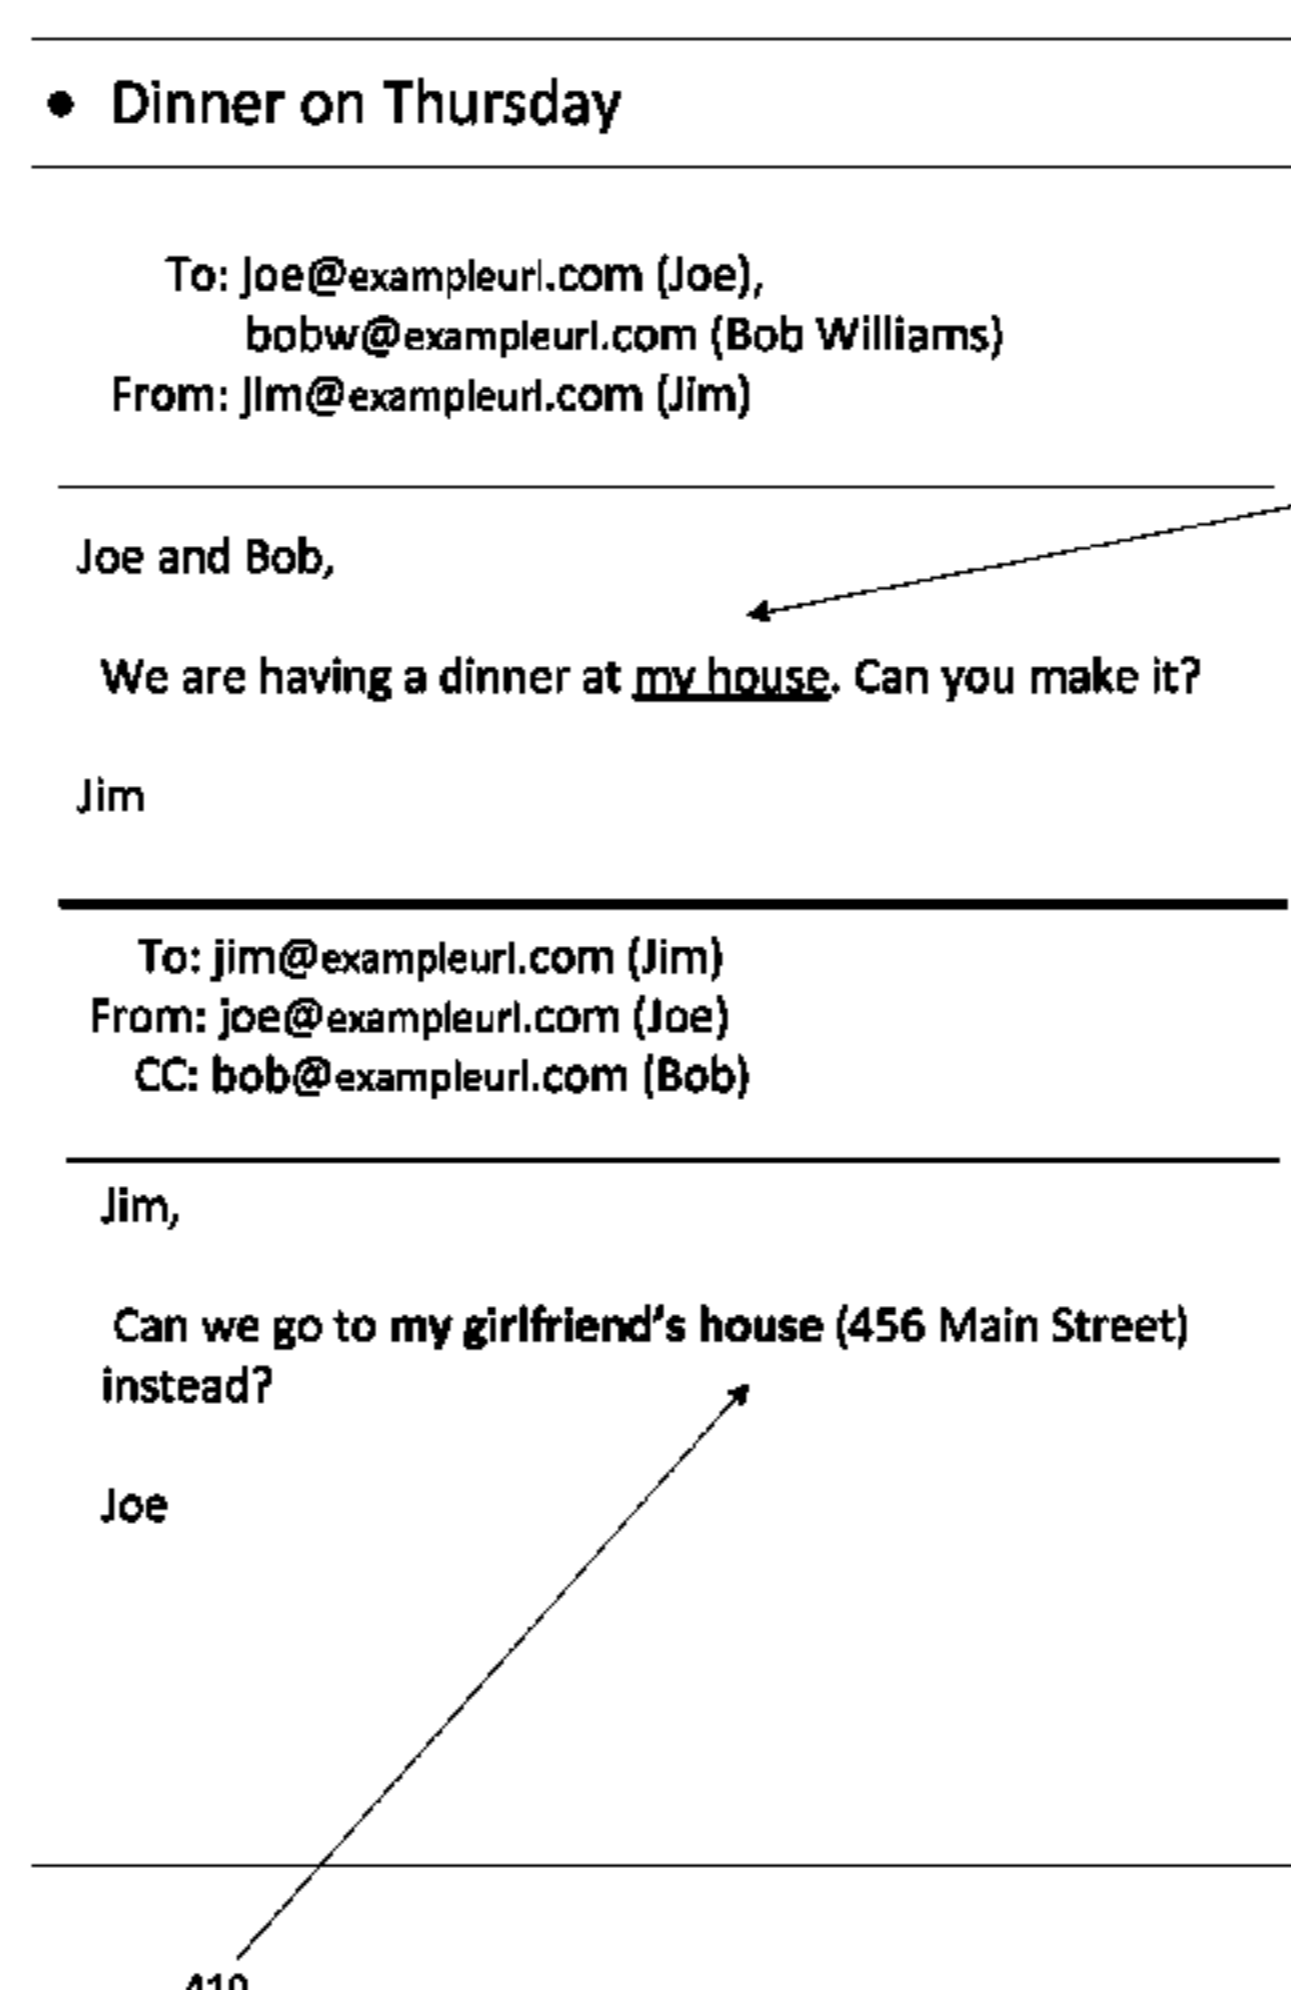 • Dinner on Thursday
To: Joe@exampleurl.com (Joe),
bobw@exampleurl.com (Bob Williams)
From: Jim@exampleurl.com (Jim)
Joe and Bob,
We are having a dinner at my house. Can you make it?
Jim
To: jim@exampleurl.com (Jim)
From: joe@exampleurl.com (Joe)
CC: bob@exampleurl.com (Bob)
Jim,
Can we go to my girlfriend's house (456 Main Street)
instead?
Joe